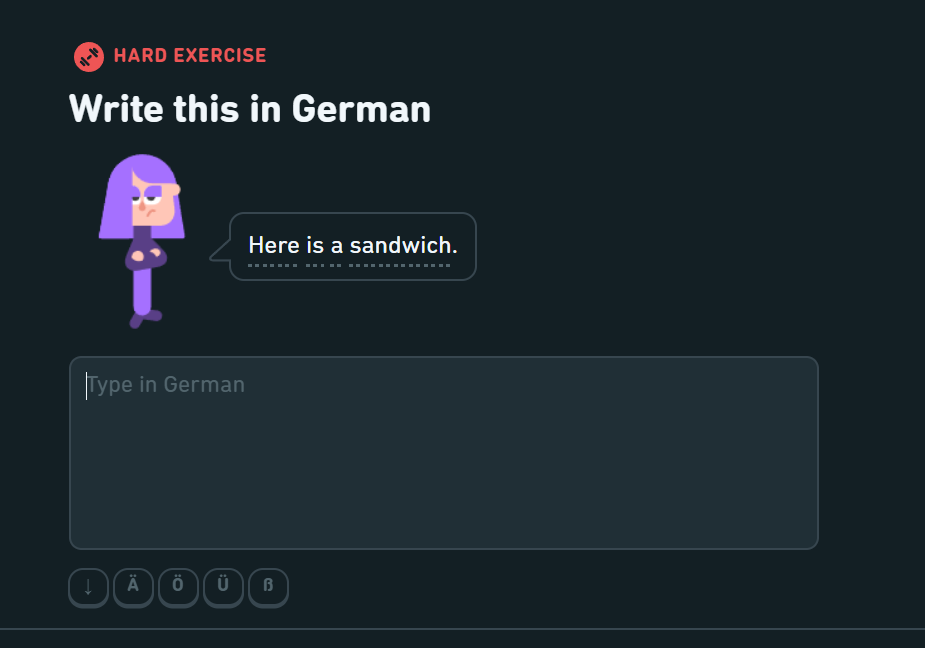 HARD EXERCISE
Write this in German
Here is a sandwich.
Type in German
↓ Ä Ö Ü ß